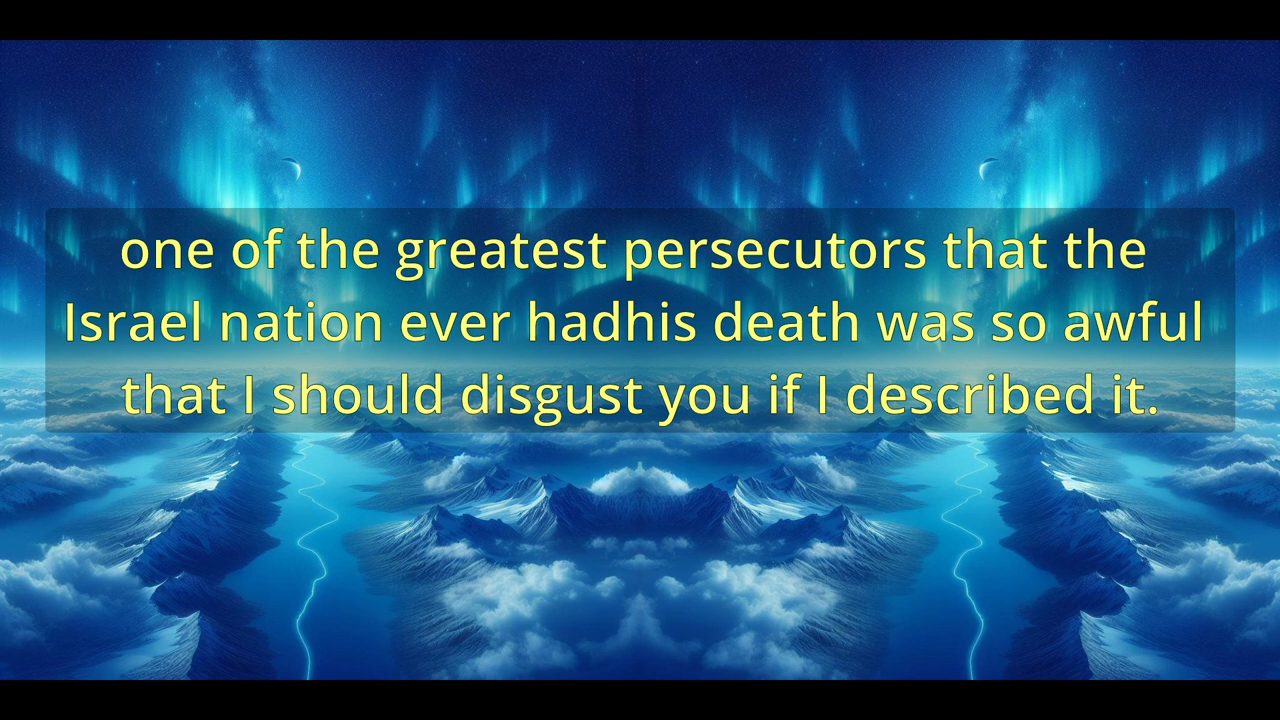 one of the greatest persecutors that the
Israel nation ever hadhis death was so awful
that I should disgust you if I described it.